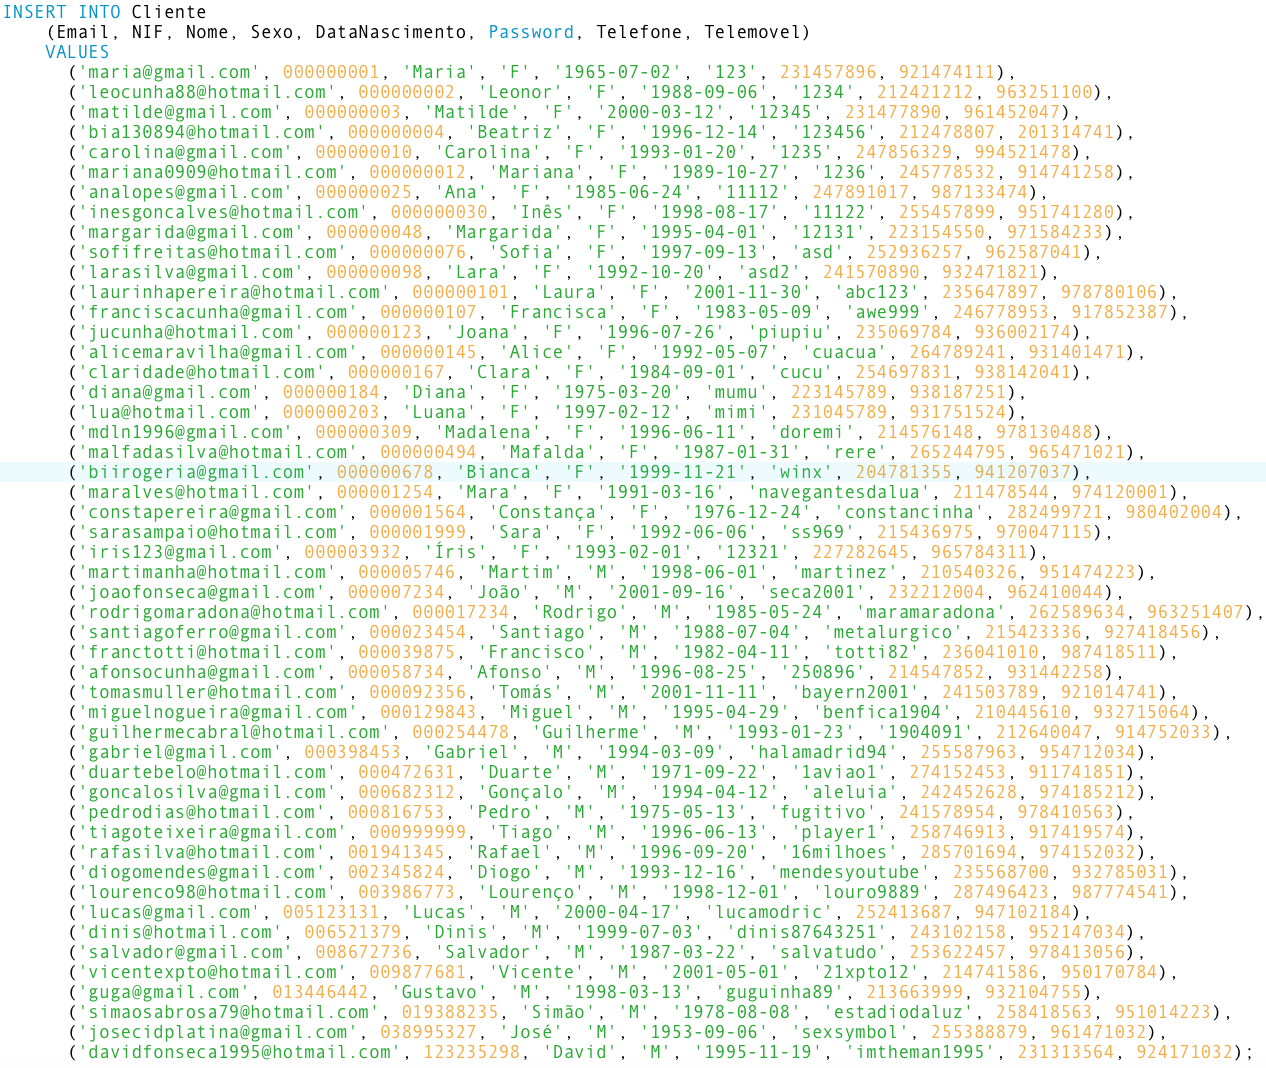 INSERT INTO Cliente
(Email, NIF, Nome, Sexo, DataNascimento, Password, Telefone, Telemovel)
VALUES
('maria@gmail.com', 000000001, 'Maria', 'F', '1965-07-02', '123', 231457896, 921474111),
('leocunha88@hotmail.com', 000000002, 'Leonor', 'F', '1988-09-06', '1234', 212421212, 963251100),
('matilde@gmail.com', 000000003, 'Matilde', 'F', '2000-03-12', '12345', 231477890, 961452047),
('bia130894@hotmail.com', 000000004, 'Beatriz', 'F', '1996-12-14', '123456', 212478807, 201314741),
('carolina@gmail.com', 000000010, 'Carolina', 'F', '1993-01-20', '1235', 247856329, 994521478),
('mariana0909@hotmail.com', 000000012, 'Mariana', 'F', '1989-10-27', '1236', 245778532, 914741258),
('analopes@gmail.com', 000000025, 'Ana', 'F', '1985-06-24', '11112', 247891017, 987133474),
('inesgoncalves@hotmail.com', 000000030, 'Inês', 'F', '1998-08-17', '11122', 255457899, 951741280),
('margarida@gmail.com', 000000048, 'Margarida', 'F', '1995-04-01', '12131', 223154550, 971584233),
('sofifreitas@hotmail.com', 000000076, 'Sofia', 'F', '1997-09-13', 'asd', 252936257, 962587041),
('larasilva@gmail.com', 000000098, 'Lara', 'F', '1992-10-20', 'asd2', 241570890, 932471821),
('laurinhapereira@hotmail.com', 000000101, 'Laura', 'F', '2001-11-30', 'abc123', 235647897, 978780106),
('franciscacunha@gmail.com', 000000107, 'Francisca', 'F', '1983-05-09', 'awe999', 246778953, 917852387),
('jucunha@hotmail.com', 000000123, 'Joana', 'F', '1996-07-26', 'piupiu', 235069784, 936002174),
('alicemaravilha@gmail.com', 000000145, 'Alice', 'F', '1992-05-07', 'cuacua', 264789241, 931401471),
('claridade@hotmail.com', 000000167, 'Clara', 'F', '1984-09-01', 'cucu', 254697831, 938142041),
('diana@gmail.com', 000000184, 'Diana', 'F', '1975-03-20', 'mumu', 223145789, 938187251),
('lua@hotmail.com', 000000203, 'Luana', 'F', '1997-02-12', 'mimi', 231045789, 931751524),
('mdln1996@gmail.com', 000000309, 'Madalena', 'F', '1996-06-11', 'doremi', 214576148, 978130488),
('malfadasilva@hotmail.com', 000000494, 'Mafalda', 'F', '1987-01-31', 'rere', 265244795, 965471021),
('biirogeria@gmail.com', 000000678, 'Bianca', 'F', '1999-11-21', 'winx', 204781355, 941207037),
('maralves@hotmail.com', 000001254, 'Mara', 'F', '1991-03-16', 'navegantesdalua', 211478544, 974120001),
('constapereira@gmail.com', 000001564, 'Constança', 'F', '1976-12-24', 'constancinha', 282499721, 980402004),
('sarasampaio@hotmail.com', 000001999, 'Sara', 'F', '1992-06-06', 'ss969', 215436975, 970047115),
('iris123@gmail.com', 000003932, 'Íris', 'F', '1993-02-01', '12321', 227282645, 965784311),
('martimanha@hotmail.com', 000005746, 'Martim', 'M', '1998-06-01', 'martinez', 210540326, 951474223),
('joaofonseca@gmail.com', 000007234, 'João', 'M', '2001-09-16', 'seca2001', 232212004, 962410044),
('rodrigomaradona@hotmail.com', 000017234, 'Rodrigo', 'M', '1985-05-24', 'maramaradona', 262589634, 963251407),
('santiagoferro@gmail.com', 000023454, 'Santiago', 'M', '1988-07-04', 'metalurgico', 215423336, 927418456),
('franctotti@hotmail.com', 000039875, 'Francisco', 'M', '1982-04-11', 'totti82', 236041010, 987418511),
('afonsocunha@gmail.com', 000058734, 'Afonso', 'M', '1996-08-25', '250896', 214547852, 931442258),
('tomasmuller@hotmail.com', 000092356, 'Tomás', 'M', '2001-11-11', 'bayern2001', 241503789, 921014741),
('miguelnogueira@gmail.com', 000129843, 'Miguel', 'M', '1995-04-29', 'benfica1904', 210445610, 932715064),
('guilhermecabral@hotmail.com', 000254478, 'Guilherme', 'M', '1993-01-23', '1904091', 212640047, 914752033),
('gabriel@gmail.com', 000398453, 'Gabriel', 'M', '1994-03-09', 'halamadrid94', 255587963, 954712034),
('duartebelo@hotmail.com', 000472631, 'Duarte', 'M', '1971-09-22', '1aviao1', 274152453, 911741851),
('goncalosilva@gmail.com', 000682312, 'Gonçalo', 'M', '1994-04-12', 'aleluia', 242452628, 974185212),
('pedrodias@hotmail.com', 000816753, 'Pedro', 'M', '1975-05-13', 'fugitivo', 241578954, 978410563),
('tiagoteixeira@gmail.com', 000999999, 'Tiago', 'M', '1996-06-13', 'player1', 258746913, 917419574),
('rafasilva@hotmail.com', 001941345, 'Rafael', 'M', '1996-09-20', '16milhoes', 285701694, 974152032),
('diogomendes@gmail.com', 002345824, 'Diogo', 'M', '1993-12-16', 'mendesyoutube', 235568700, 932785031),
('lourenco98@hotmail.com', 003986773, 'Lourenço', 'M', '1998-12-01', 'louro9889', 287496423, 987774541),
('lucas@gmail.com', 005123131, 'Lucas', 'M', '2000-04-17', 'lucamodric', 252413687, 947102184),
('dinis@hotmail.com', 006521379, 'Dinis', 'M', '1999-07-03', 'dinis87643251', 243102158, 952147034),
('salvador@gmail.com', 008672736, 'Salvador', 'M', '1987-03-22', 'salvatudo', 253622457, 978413056),
('vicentexpto@hotmail.com', 009877681, 'Vicente', 'M', '2001-05-01', '21xpto12', 214741586, 950170784),
('guga@gmail.com', 013446442, 'Gustavo', 'M', '1998-03-13', 'guguinha89', 213663999, 932104755),
('simaosabrosa79@hotmail.com', 019388235, 'Simão', 'M', '1978-08-08', 'estadiodaluz', 258418563, 951014223),
('josecidplatina@gmail.com', 038995327, 'José', 'M', '1953-09-06', 'sexsymbol', 255388879, 961471032),
('davidfonseca1995@hotmail.com', 123235298, 'David', 'M', '1995-11-19', 'imtheman1995', 231313564, 924171032);